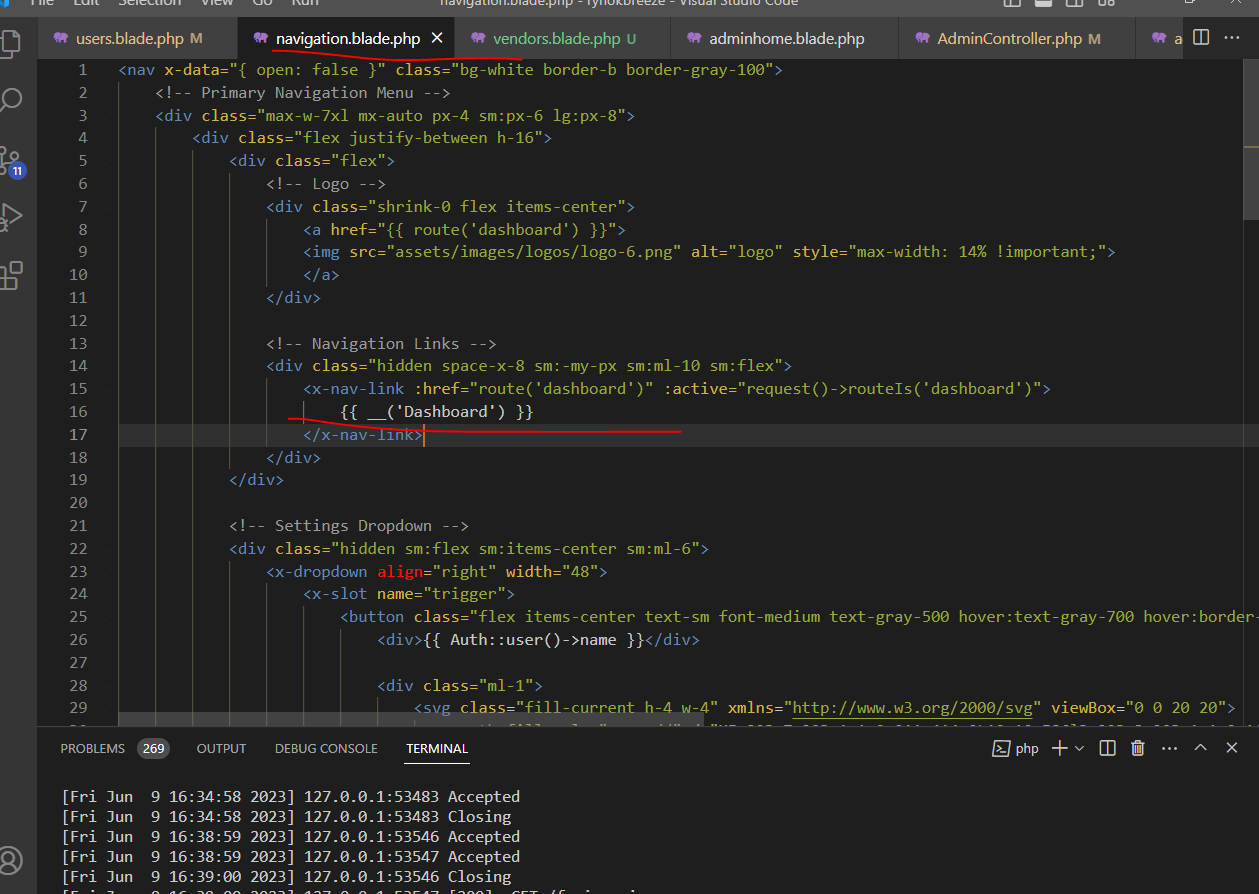 File Edit Selection View Go Run navigation.blade.php - Tyhokbreeze - Visual Studio Code
users.blade.php M navigation.blade.php vendors.blade.php U adminhome.blade.php AdminController.php M a
1 <nav x-data="{ open: false }" class="bg-white border-b border-gray-100">
2 <!-- Primary Navigation Menu -->
3 <div class="max-w-7xl mx-auto px-4 sm:px-6 lg:px-8">
4 <div class="flex justify-between h-16">
5 <div class="flex">
6 <!-- Logo -->
7 <div class="shrink-0 flex items-center">
8 <a href="{{ route('dashboard') }}">
9 <img src="assets/images/logos/logo-6.png" alt="logo" style="max-width: 14% !important;">
10 </a>
11 </div>
12
13 <!-- Navigation Links -->
14 <div class="hidden space-x-8 sm:-my-px sm:ml-10 sm:flex">
15 <x-nav-link :href="route('dashboard')" :active="request()->routeIs('dashboard')">
16 {{ __('Dashboard') }}
17 </x-nav-link>
18 </div>
19 </div>
20
21 <!-- Settings Dropdown -->
22 <div class="hidden sm:flex sm:items-center sm:ml-6">
23 <x-dropdown align="right" width="48">
24 <x-slot name="trigger">
25 <button class="flex items-center text-sm font-medium text-gray-500 hover:text-gray-700 hover:border-
26 <div>{{ Auth::user()->name }}</div>
27
28 <div class="ml-1">
29 <svg class="fill-current h-4 w-4" xmlns="http://www.w3.org/2000/svg" viewBox="0 0 20 20">
11
PROBLEMS 269 OUTPUT DEBUG CONSOLE TERMINAL php
[Fri Jun  9 16:34:58 2023] 127.0.0.1:53483 Accepted
[Fri Jun  9 16:34:58 2023] 127.0.0.1:53483 Closing
[Fri Jun  9 16:38:59 2023] 127.0.0.1:53546 Accepted
[Fri Jun  9 16:38:59 2023] 127.0.0.1:53547 Accepted
[Fri Jun  9 16:39:00 2023] 127.0.0.1:53546 Closing